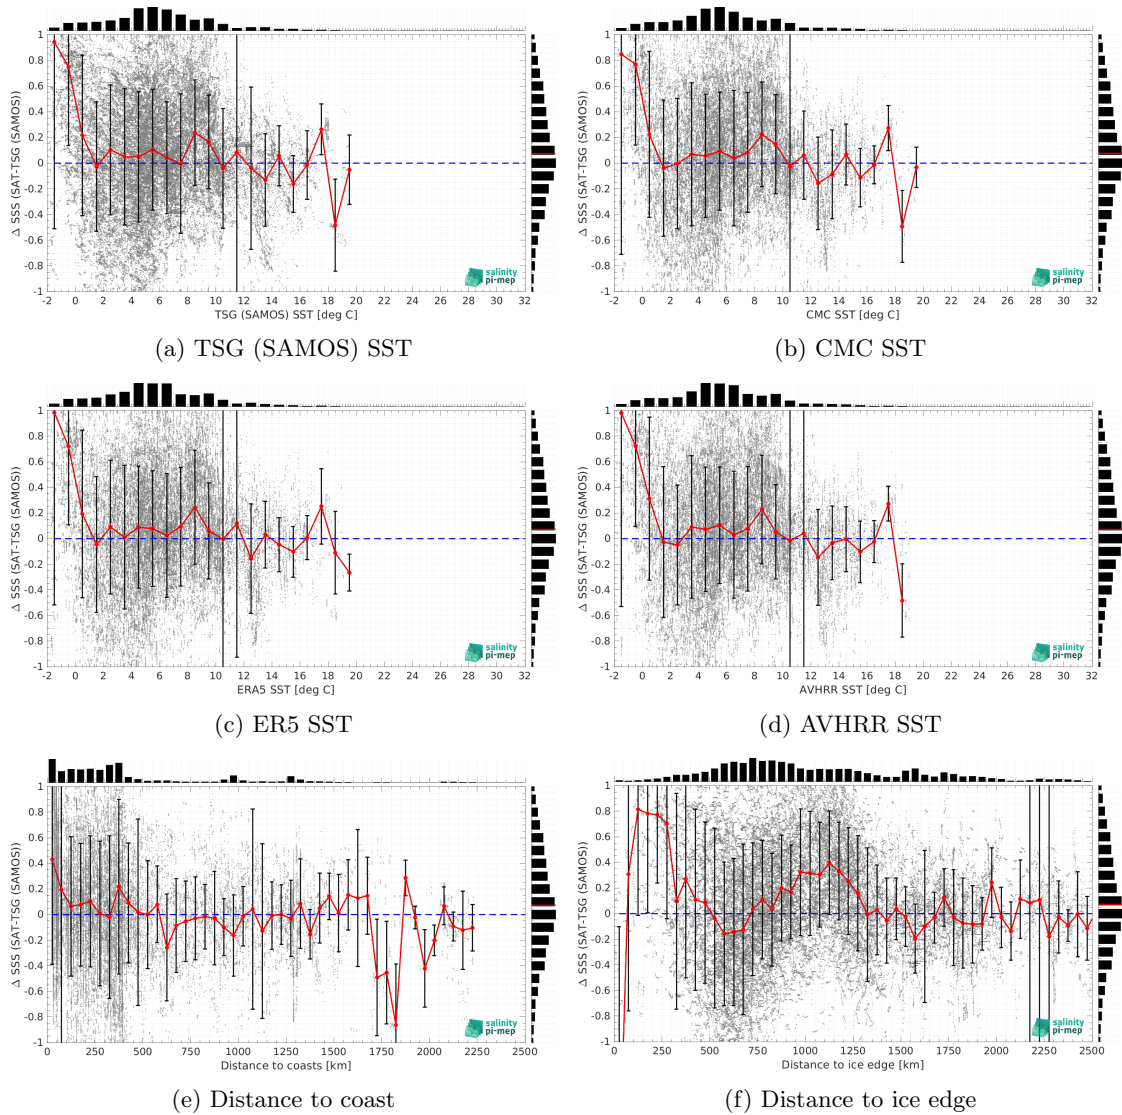 1
0.8
0.6
0.4
0.2
0
-0.2
-0.4
-0.6
-0.8
-1
Δ SSS (SAT-TSG (SAMOS))
-2 0 2 4 6 8 10 12 14 16 18 20 22 24 26 28 30 32
TSG (SAMOS) SST [deg C]
salinity
pi-mep
(a) TSG (SAMOS) SST
1
0.8
0.6
0.4
0.2
0
-0.2
-0.4
-0.6
-0.8
-1
Δ SSS (SAT-TSG (SAMOS))
-2 0 2 4 6 8 10 12 14 16 18 20 22 24 26 28 30 32
CMC SST [deg C]
salinity
pi-mep
(b) CMC SST
1
0.8
0.6
0.4
0.2
0
-0.2
-0.4
-0.6
-0.8
-1
Δ SSS (SAT-TSG (SAMOS))
-2 0 2 4 6 8 10 12 14 16 18 20 22 24 26 28 30 32
ERA5 SST [deg C]
salinity
pi-mep
(c) ER5 SST
1
0.8
0.6
0.4
0.2
0
-0.2
-0.4
-0.6
-0.8
-1
Δ SSS (SAT-TSG (SAMOS))
-2 0 2 4 6 8 10 12 14 16 18 20 22 24 26 28 30 32
AVHRR SST [deg C]
salinity
pi-mep
(d) AVHRR SST
1
0.8
0.6
0.4
0.2
0
-0.2
-0.4
-0.6
-0.8
-1
Δ SSS (SAT-TSG (SAMOS))
0 250 500 750 1000 1250 1500 1750 2000 2250 2500
Distance to coasts [km]
salinity
pi-mep
(e) Distance to coast
1
0.8
0.6
0.4
0.2
0
-0.2
-0.4
-0.6
-0.8
-1
Δ SSS (SAT-TSG (SAMOS))
0 250 500 750 1000 1250 1500 1750 2000 2250 2500
Distance to ice edge [km]
salinity
pi-mep
(f) Distance to ice edge